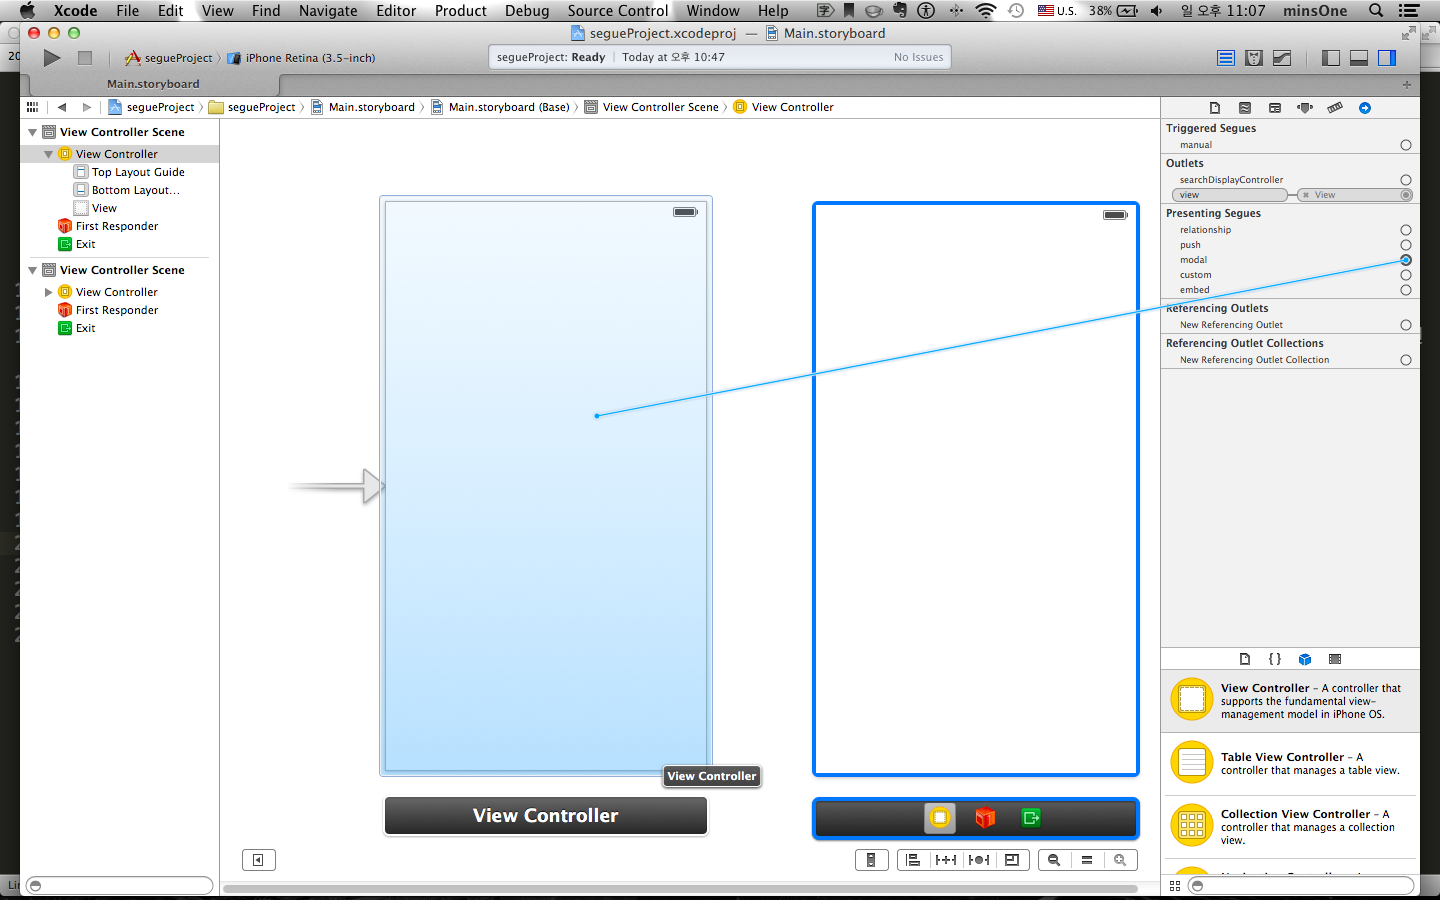 Xcode File Edit View Find Navigate Editor Product Debug Source Control Window Help U.S. 38% 일 오후 11:07 minsOne
segueProject.xcodeproj — Main.storyboard
segueProject iPhone Retina (3.5-inch) segueProject: Ready Today at 오후 10:47 No Issues
Main.storyboard
segueProject segueProject Main.storyboard Main.storyboard (Base) View Controller Scene View Controller
View Controller Scene
View Controller
Top Layout Guide
Bottom Layout...
View
First Responder
Exit
View Controller Scene
View Controller
First Responder
Exit
View Controller
View Controller
Triggered Segues
manual
Outlets
searchDisplayController
view View
Presenting Segues
relationship
push
modal
custom
embed
Referencing Outlets
New Referencing Outlet
Referencing Outlet Collections
New Referencing Outlet Collection
View Controller – A controller that
supports the fundamental view-
management model in iPhone OS.
Table View Controller – A
controller that manages a table view.
Collection View Controller – A
controller that manages a collection
view.